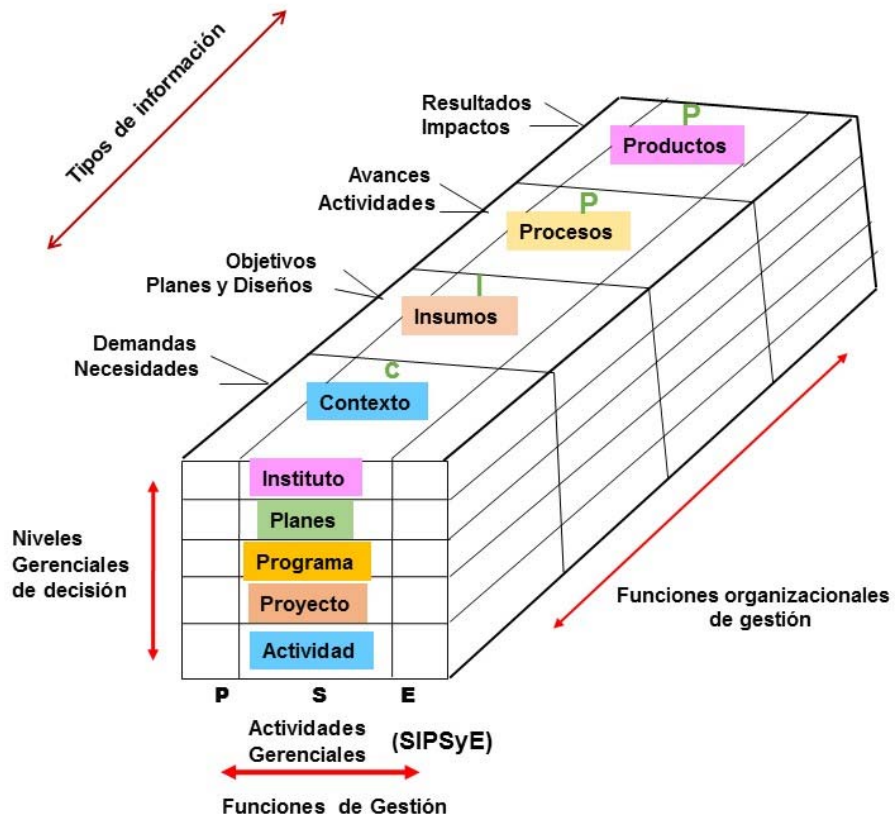 Tipos de información
Resultados
Impactos
P
Productos
Avances
Actividades
P
Procesos
Objetivos
Planes y Diseños
I
Insumos
Demandas
Necesidades
c
Contexto
Instituto
Planes
Programa
Proyecto
Actividad
Niveles
Gerenciales
de decisión
Funciones organizacionales
de gestión
P S E
Actividades
Gerenciales
(SIPSyE)
Funciones de Gestión